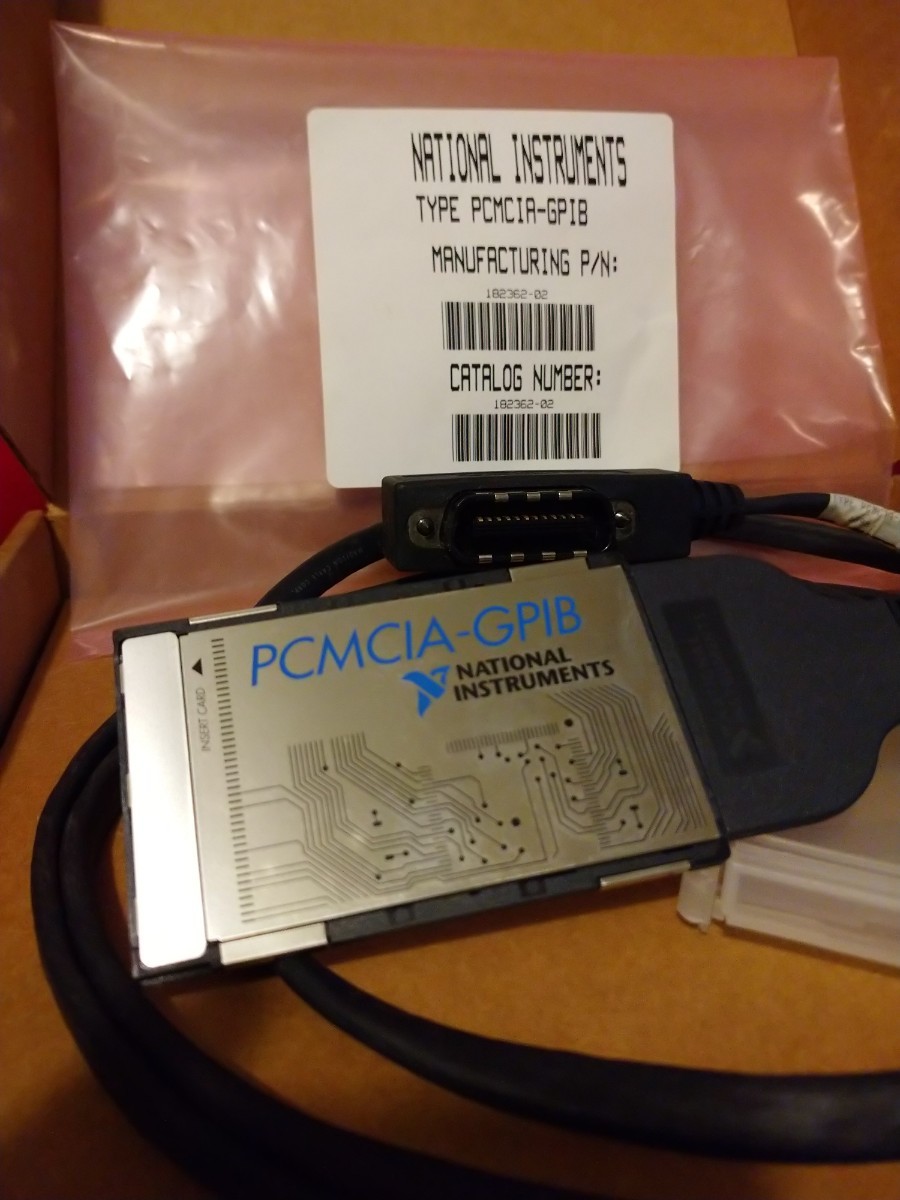 NATIONAL INSTRUMENTS
TYPE PCMCIA-GPIB
MANUFACTURING P/N:
182362-02
CATALOG NUMBER:
182362-02
PCMCIA-GPIB
NATIONAL
INSTRUMENTS
INSERT CARD